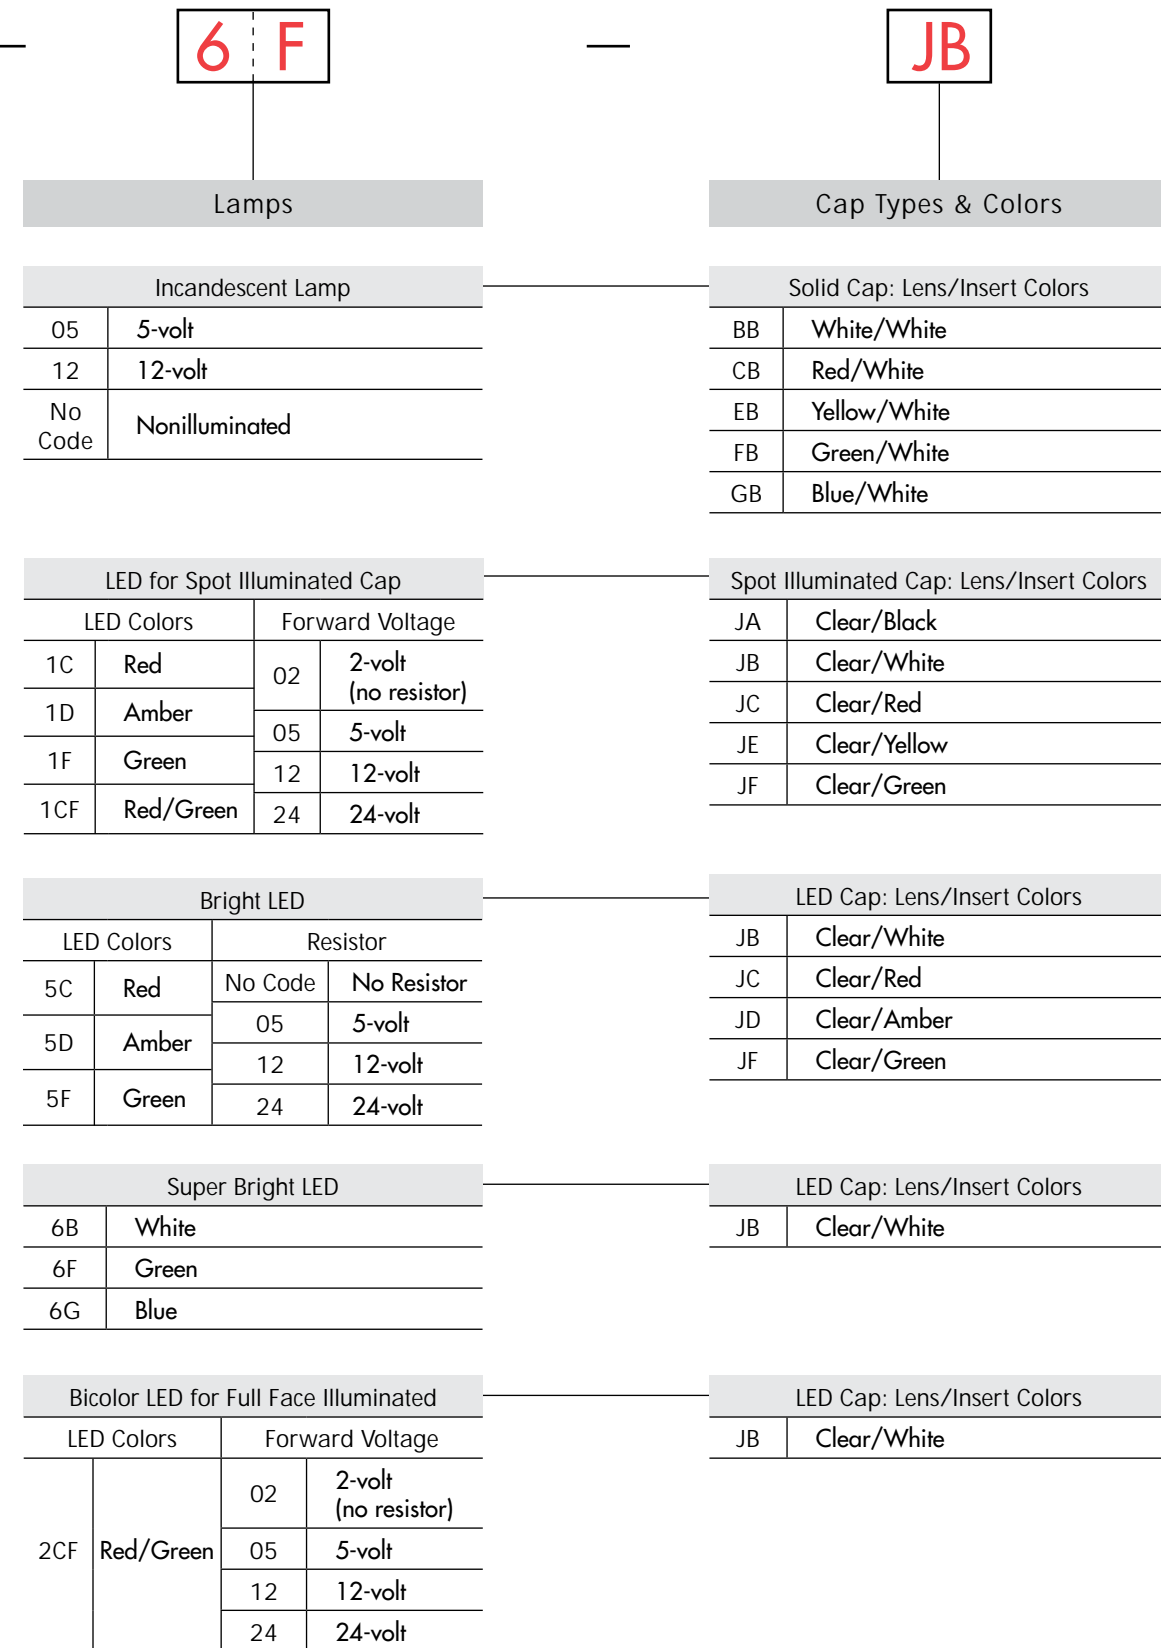 — 6 F — JB
Lamps
Cap Types & Colors
Incandescent Lamp
05 5-volt
12 12-volt
No Code Nonilluminated
Solid Cap: Lens/Insert Colors
BB White/White
CB Red/White
EB Yellow/White
FB Green/White
GB Blue/White
LED for Spot Illuminated Cap
LED Colors Forward Voltage
1C Red
1D Amber
1F Green
1CF Red/Green
02 2-volt
(no resistor)
05 5-volt
12 12-volt
24 24-volt
Spot Illuminated Cap: Lens/Insert Colors
JA Clear/Black
JB Clear/White
JC Clear/Red
JE Clear/Yellow
JF Clear/Green
Bright LED
LED Colors Resistor
5C Red
5D Amber
5F Green
No Code No Resistor
05 5-volt
12 12-volt
24 24-volt
LED Cap: Lens/Insert Colors
JB Clear/White
JC Clear/Red
JD Clear/Amber
JF Clear/Green
Super Bright LED
6B White
6F Green
6G Blue
LED Cap: Lens/Insert Colors
JB Clear/White
Bicolor LED for Full Face Illuminated
LED Colors Forward Voltage
2CF Red/Green
02 2-volt
(no resistor)
05 5-volt
12 12-volt
24 24-volt
LED Cap: Lens/Insert Colors
JB Clear/White